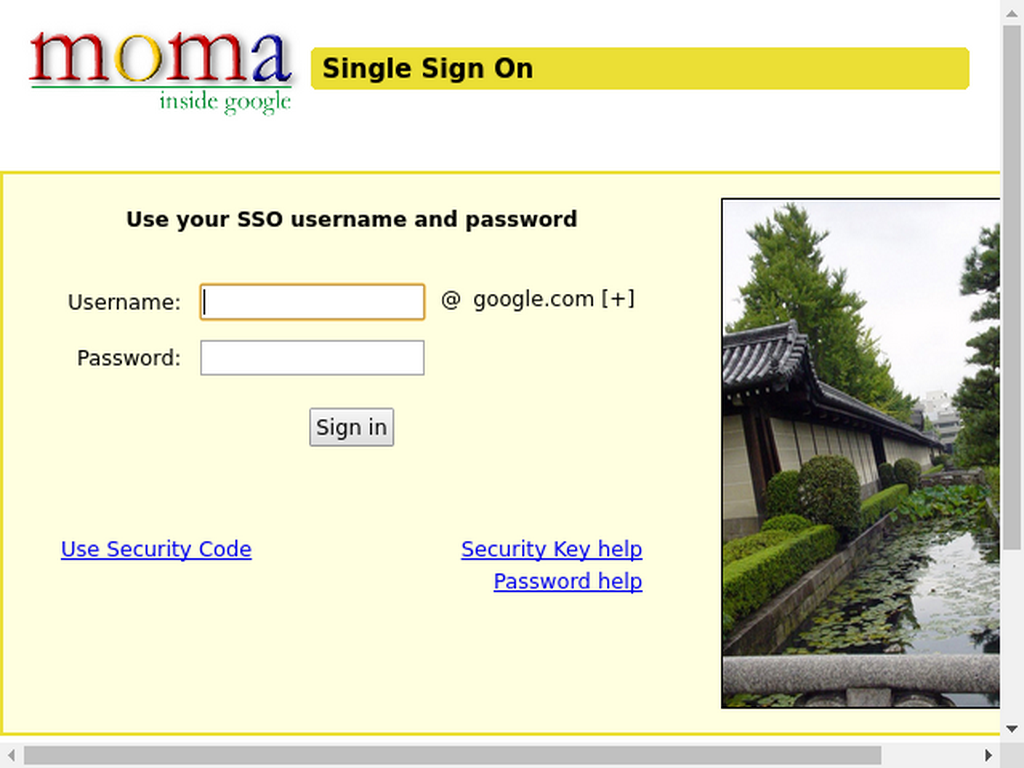 moma
inside google
Single Sign On
Use your SSO username and password
Username:
@ google.com [+]
Password:
Sign in
Use Security Code
Security Key help
Password help